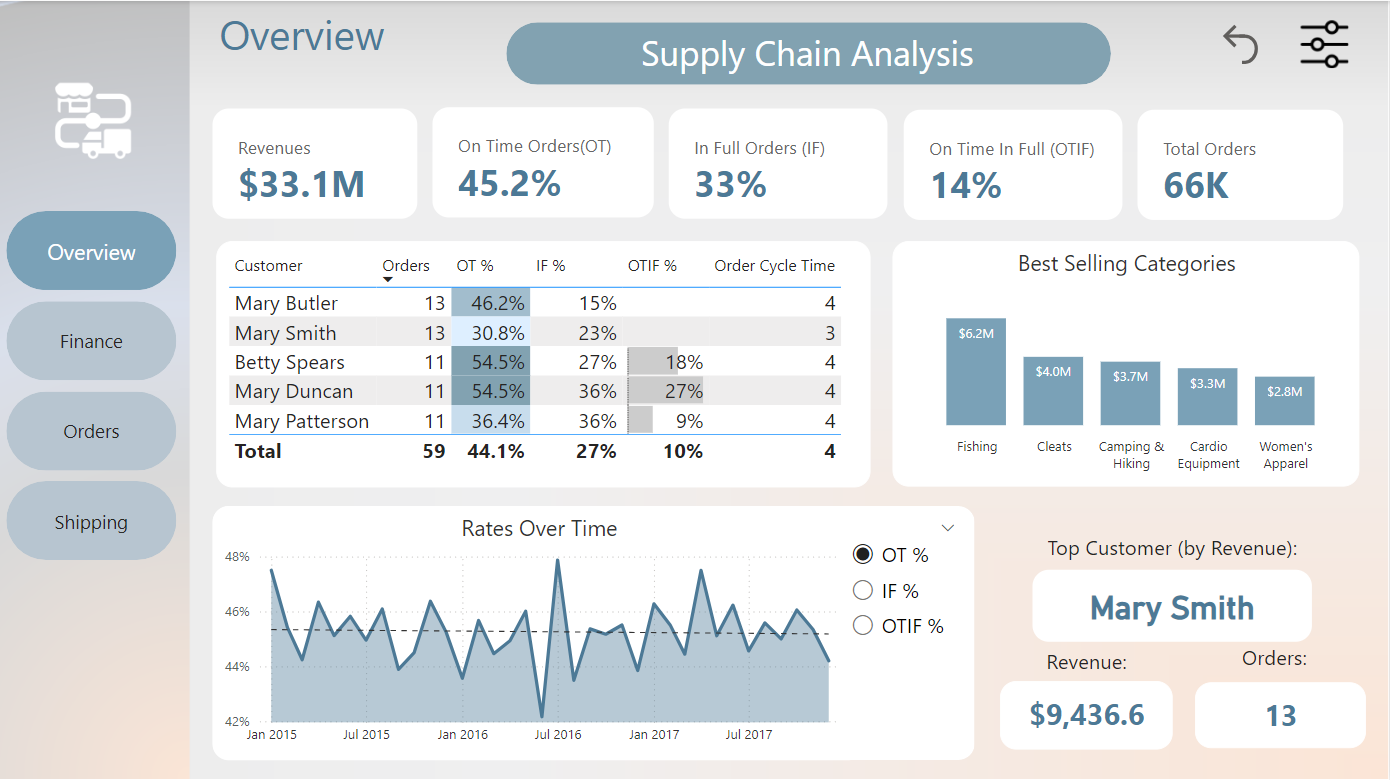 Overview
Supply Chain Analysis
Overview
Finance
Orders
Shipping
Revenues
$33.1M
On Time Orders(OT)
45.2%
In Full Orders (IF)
33%
On Time In Full (OTIF)
14%
Total Orders
66K
Customer Orders OT % IF % OTIF % Order Cycle Time
Mary Butler 13 46.2% 15% 4
Mary Smith 13 30.8% 23% 3
Betty Spears 11 54.5% 27% 18% 4
Mary Duncan 11 54.5% 36% 27% 4
Mary Patterson 11 36.4% 36% 9% 4
Total 59 44.1% 27% 10% 4
Best Selling Categories
$6.2M
$4.0M
$3.7M
$3.3M
$2.8M
Fishing
Cleats
Camping &
Hiking
Cardio
Equipment
Women's
Apparel
Rates Over Time
48%
46%
44%
42%
Jan 2015 Jul 2015 Jan 2016 Jul 2016 Jan 2017 Jul 2017
OT %
IF %
OTIF %
Top Customer (by Revenue):
Mary Smith
Revenue:
$9,436.6
Orders:
13